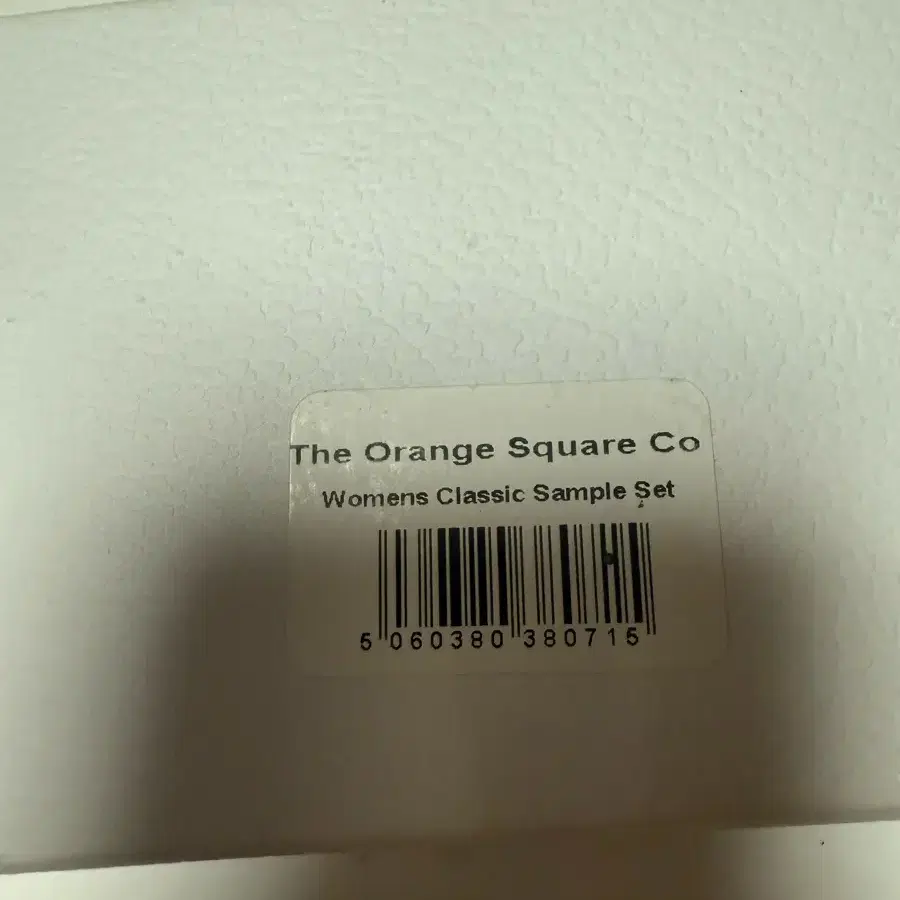 The Orange Square Co
Womens Classic Sample Set
5 060380 380715